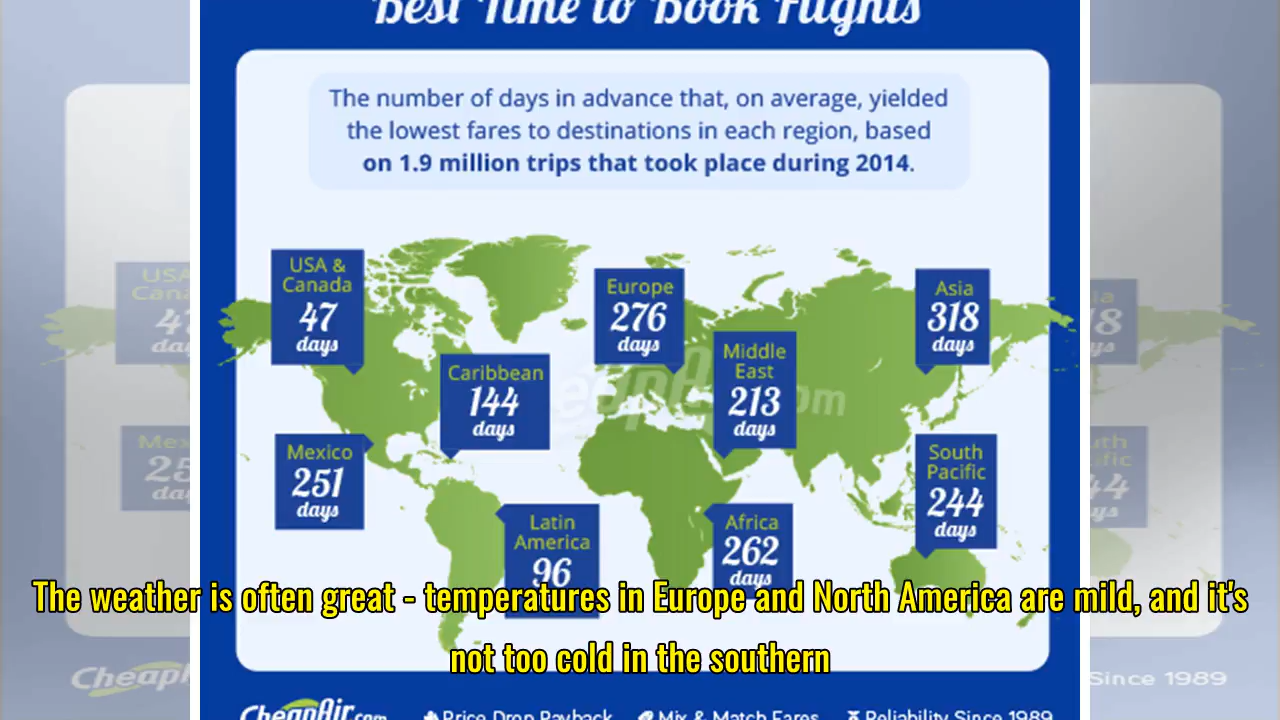 Best Time to Book Flights
The number of days in advance that, on average, yielded
the lowest fares to destinations in each region, based
on 1.9 million trips that took place during 2014.
USA &
Canada
47
days
Europe
276
days
Asia
318
days
Middle
East
213
days
Caribbean
144
days
Mexico
251
days
South
Pacific
244
days
Latin
America
96
Africa
262
days
The weather is often great - temperatures in Europe and North America are mild, and it's
not too cold in the southern
CheapAir.com
Price Drop Payback
Mix & Match Fares
Reliability Since 1989
Since 1989